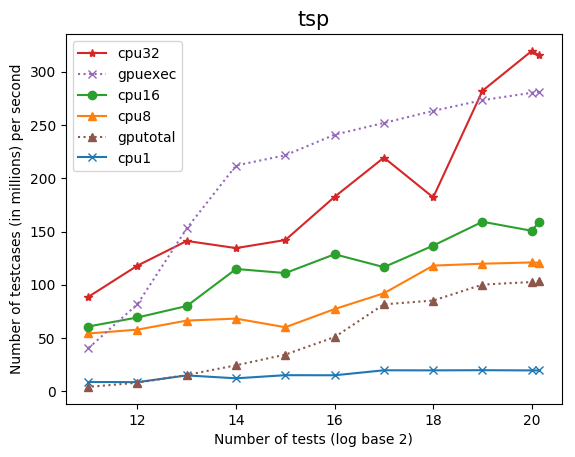 tsp
cpu32
gpuexec
cpu16
cpu8
gputotal
cpu1
Number of testcases (in millions) per second
300
250
200
150
100
50
0
12
14
16
18
20
Number of tests (log base 2)